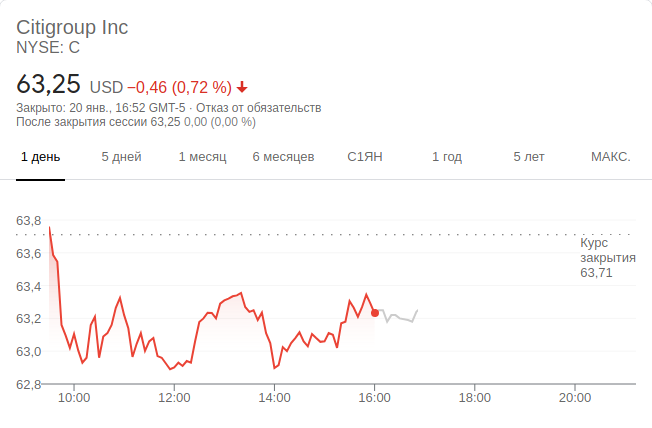 Citigroup Inc
NYSE: C
63,25 USD −0,46 (0,72 %)
Закрыто: 20 янв., 16:52 GMT-5 · Отказ от обязательств
После закрытия сессии 63,25 0,00 (0,00 %)
1 день 5 дней 1 месяц 6 месяцев С1ЯН 1 год 5 лет МАКС.
63,8
Курс
закрытия
63,71
63,6
63,4
63,2
63,0
62,8
10:00 12:00 14:00 16:00 18:00 20:00